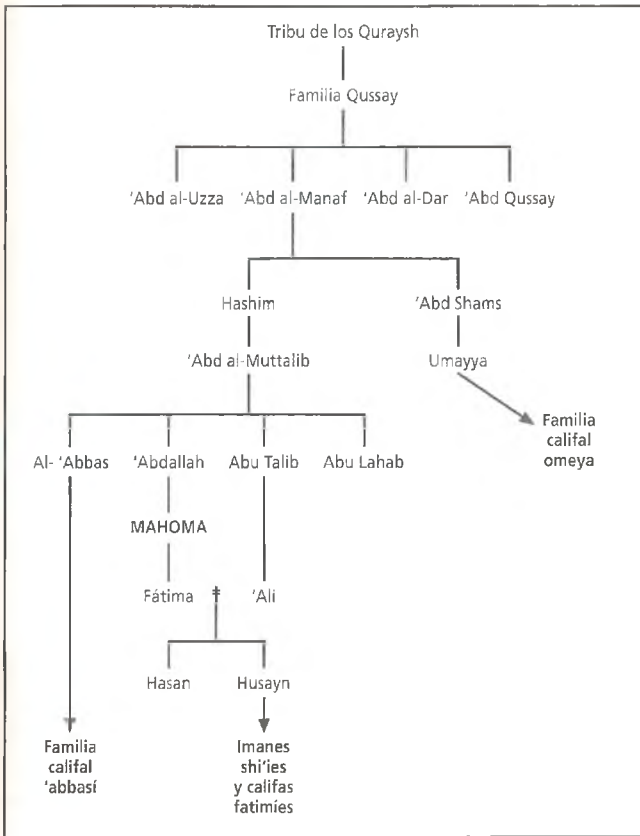 Tribu de los Quraysh
Familia Qussay
'Abd al-Uzza 'Abd al-Manaf 'Abd al-Dar 'Abd Qussay
Hashim 'Abd Shams
'Abd al-Muttalib Umayya
Familia
califal
omeya
Al- 'Abbas 'Abdallah Abu Talib Abu Lahab
MAHOMA
Fátima ‡ 'Ali
Hasan Husayn
Familia
califal
'abbasí
Imanes
shi'ies
y califas
fatimíes